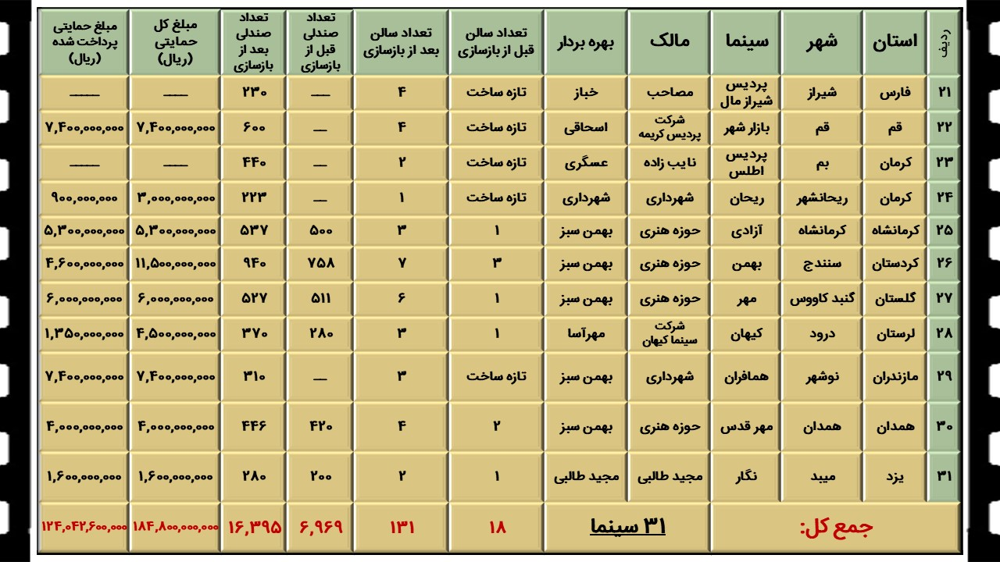 ردیف استان شهر سینما مالک بهره بردار تعداد سالن قبل از بازسازی تعداد سالن بعد از بازسازی تعداد صندلی قبل از بازسازی تعداد صندلی بعد از بازسازی مبلغ کل حمایتی (ریال) مبلغ حمایتی پرداخت شده (ریال)
۲۱ فارس شیراز پردیس شیراز مال مصاحب خباز تازه ساخت ۴ __ ۲۳۰ ___ ____
۲۲ قم قم بازار شهر شرکت پردیس کریمه اسحاقی تازه ساخت ۴ __ ۶۰۰ ۷,۴۰۰,۰۰۰,۰۰۰ ۷,۴۰۰,۰۰۰,۰۰۰
۲۳ کرمان بم پردیس اطلس نایب زاده عسگری تازه ساخت ۲ __ ۴۴۰ ___ ____
۲۴ کرمان ریحانشهر ریحان شهرداری شهرداری تازه ساخت ۱ __ ۲۲۳ ۳,۰۰۰,۰۰۰,۰۰۰ ۹۰۰,۰۰۰,۰۰۰
۲۵ کرمانشاه کرمانشاه آزادی حوزه هنری بهمن سبز ۱ ۳ ۵۰۰ ۵۳۷ ۵,۳۰۰,۰۰۰,۰۰۰ ۵,۳۰۰,۰۰۰,۰۰۰
۲۶ کردستان سنندج بهمن حوزه هنری بهمن سبز ۳ ۷ ۷۵۸ ۹۴۰ ۱۱,۵۰۰,۰۰۰,۰۰۰ ۴,۶۰۰,۰۰۰,۰۰۰
۲۷ گلستان گنبد کاووس مهر حوزه هنری بهمن سبز ۱ ۶ ۵۱۱ ۵۲۷ ۶,۰۰۰,۰۰۰,۰۰۰ ۶,۰۰۰,۰۰۰,۰۰۰
۲۸ لرستان درود کیهان شرکت سینما کیهان مهرآسا ۱ ۳ ۲۸۰ ۳۷۰ ۴,۵۰۰,۰۰۰,۰۰۰ ۱,۳۵۰,۰۰۰,۰۰۰
۲۹ مازندران نوشهر همافران شهرداری بهمن سبز تازه ساخت ۳ __ ۳۱۰ ۷,۴۰۰,۰۰۰,۰۰۰ ۷,۴۰۰,۰۰۰,۰۰۰
۳۰ همدان همدان مهر قدس حوزه هنری بهمن سبز ۲ ۴ ۴۲۰ ۴۴۶ ۴,۰۰۰,۰۰۰,۰۰۰ ۴,۰۰۰,۰۰۰,۰۰۰
۳۱ یزد میبد نگار مجید طالبی مجید طالبی ۱ ۲ ۲۰۰ ۲۸۰ ۱,۶۰۰,۰۰۰,۰۰۰ ۱,۶۰۰,۰۰۰,۰۰۰
جمع کل: ۳۱ سینما ۱۸ ۱۳۱ ۶,۹۶۹ ۱۶,۳۹۵ ۱۸۴,۸۰۰,۰۰۰,۰۰۰ ۱۲۴,۰۴۲,۶۰۰,۰۰۰